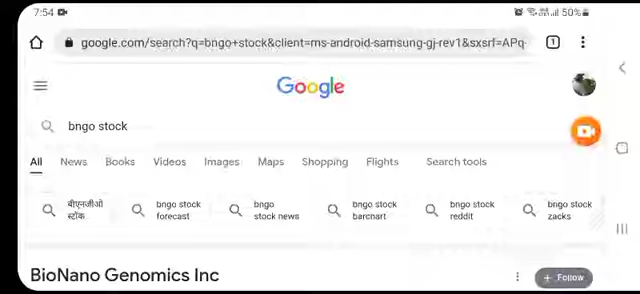 7:54 50%
google.com/search?q=bngo+stock&client=ms-android-samsung-gj-rev1&sxsrf=APq- 1
Google
bngo stock
All News Books Videos Images Maps Shopping Flights Search tools
बीएनजीओ स्टॉक
bngo stock forecast
bngo stock news
bngo stock barchart
bngo stock reddit
bngo stock zacks
BioNano Genomics Inc
+ Follow